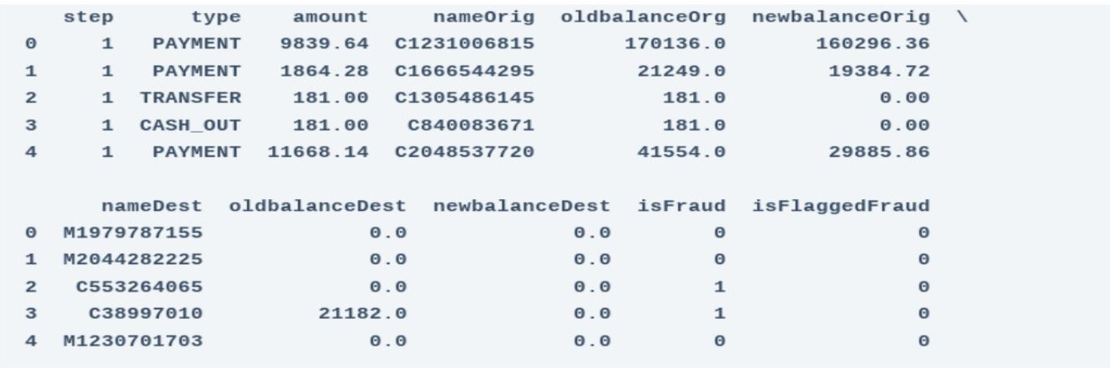 step type amount nameOrig oldbalanceOrg newbalanceOrig \
0 1 PAYMENT 9839.64 C1231006815 170136.0 160296.36
1 1 PAYMENT 1864.28 C1666544295 21249.0 19384.72
2 1 TRANSFER 181.00 C1305486145 181.0 0.00
3 1 CASH_OUT 181.00 C840083671 181.0 0.00
4 1 PAYMENT 11668.14 C2048537720 41554.0 29885.86
nameDest oldbalanceDest newbalanceDest isFraud isFlaggedFraud
0 M1979787155 0.0 0.0 0 0
1 M2044282225 0.0 0.0 0 0
2 C553264065 0.0 0.0 1 0
3 C38997010 21182.0 0.0 1 0
4 M1230701703 0.0 0.0 0 0